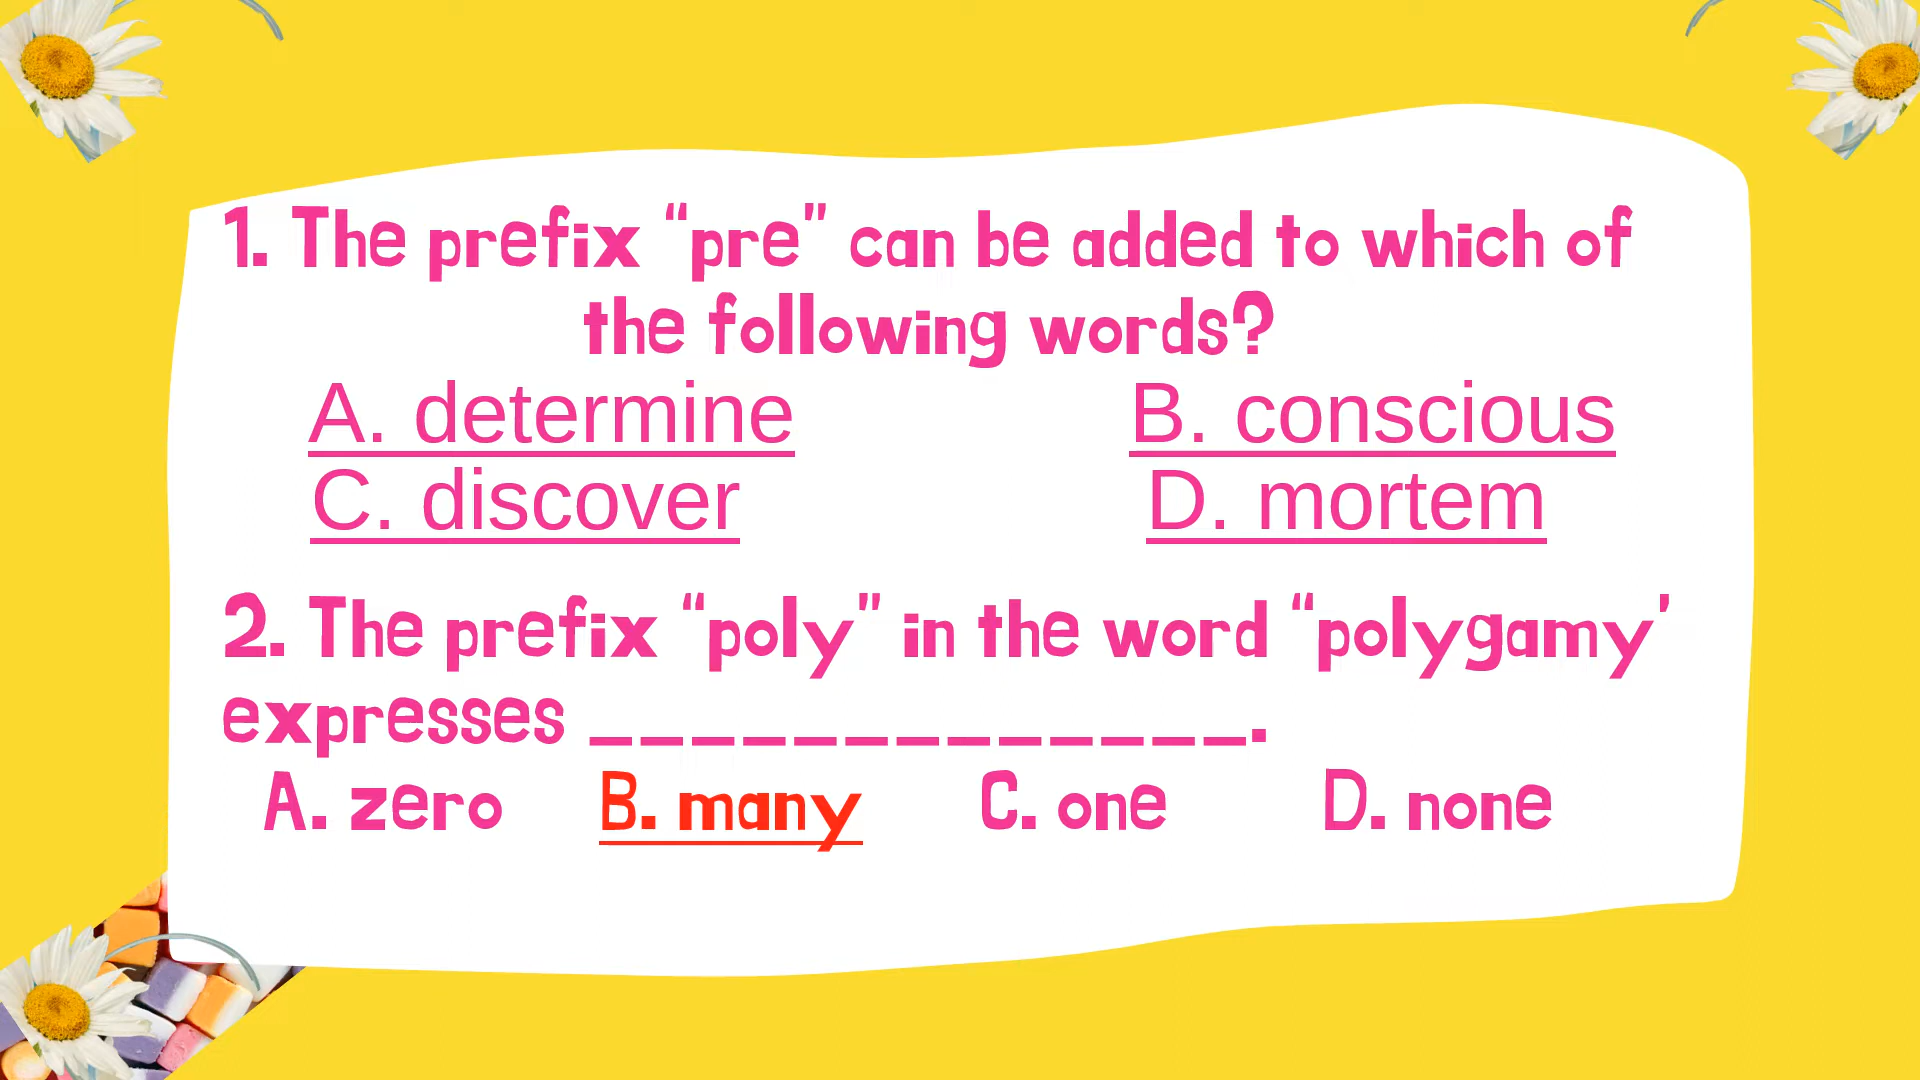 1. The prefix “pre” can be added to which of
the following words?
A. determine B. conscious
C. discover D. mortem
2. The prefix “poly” in the word “polygamy’
expresses _____________.
A. zero B. many C. one D. none